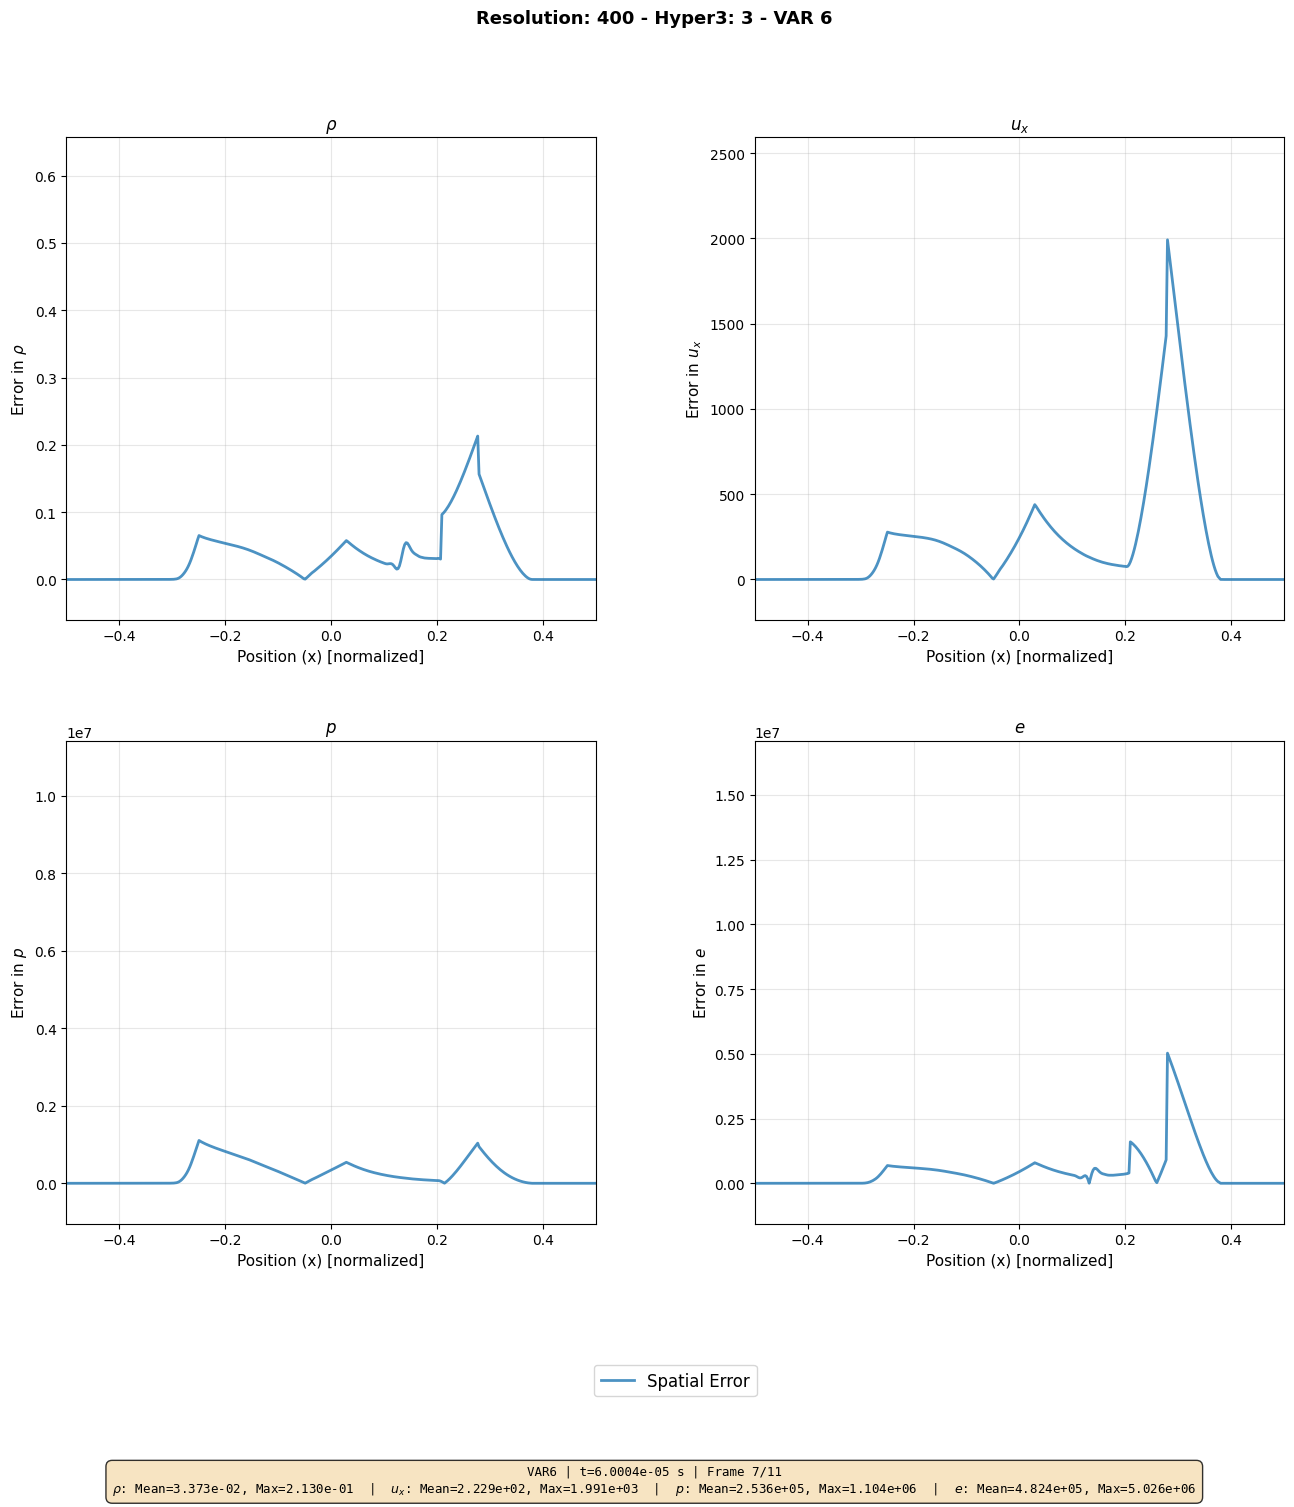 Resolution: 400 - Hyper3: 3 - VAR 6
ρ
0.6
0.5
0.4
0.3
0.2
0.1
0.0
Error in ρ
−0.4 −0.2 0.0 0.2 0.4
Position (x) [normalized]
u_x
2500
2000
1500
1000
500
0
Error in u_x
−0.4 −0.2 0.0 0.2 0.4
Position (x) [normalized]
p
1e7
1.0
0.8
0.6
0.4
0.2
0.0
Error in p
−0.4 −0.2 0.0 0.2 0.4
Position (x) [normalized]
e
1e7
1.50
1.25
1.00
0.75
0.50
0.25
0.00
Error in e
−0.4 −0.2 0.0 0.2 0.4
Position (x) [normalized]
Spatial Error
VAR6 | t=6.0004e-05 s | Frame 7/11
ρ: Mean=3.373e-02, Max=2.130e-01 | u_x: Mean=2.229e+02, Max=1.991e+03 | p: Mean=2.536e+05, Max=1.104e+06 | e: Mean=4.824e+05, Max=5.026e+06